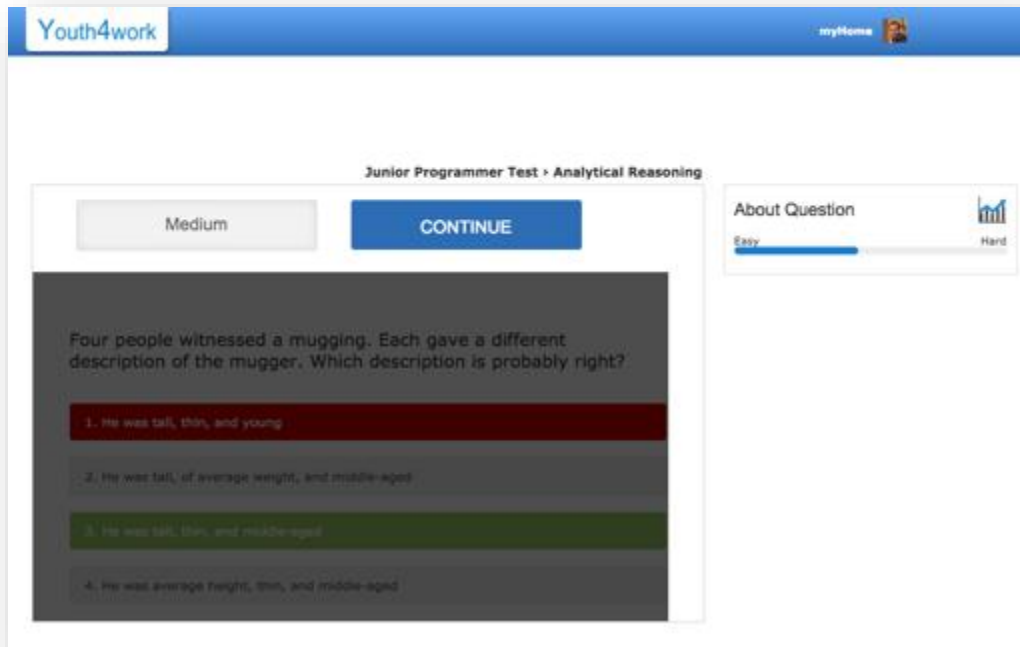 Youth4work
myHome
Junior Programmer Test › Analytical Reasoning
Medium
CONTINUE
About Question
Easy
Hard
Four people witnessed a mugging. Each gave a different
description of the mugger. Which description is probably right?
1. He was tall, thin, and young
2. He was tall, of average weight, and middle-aged
3. He was tall, thin, and middle-aged
4. He was average height, thin, and middle-aged